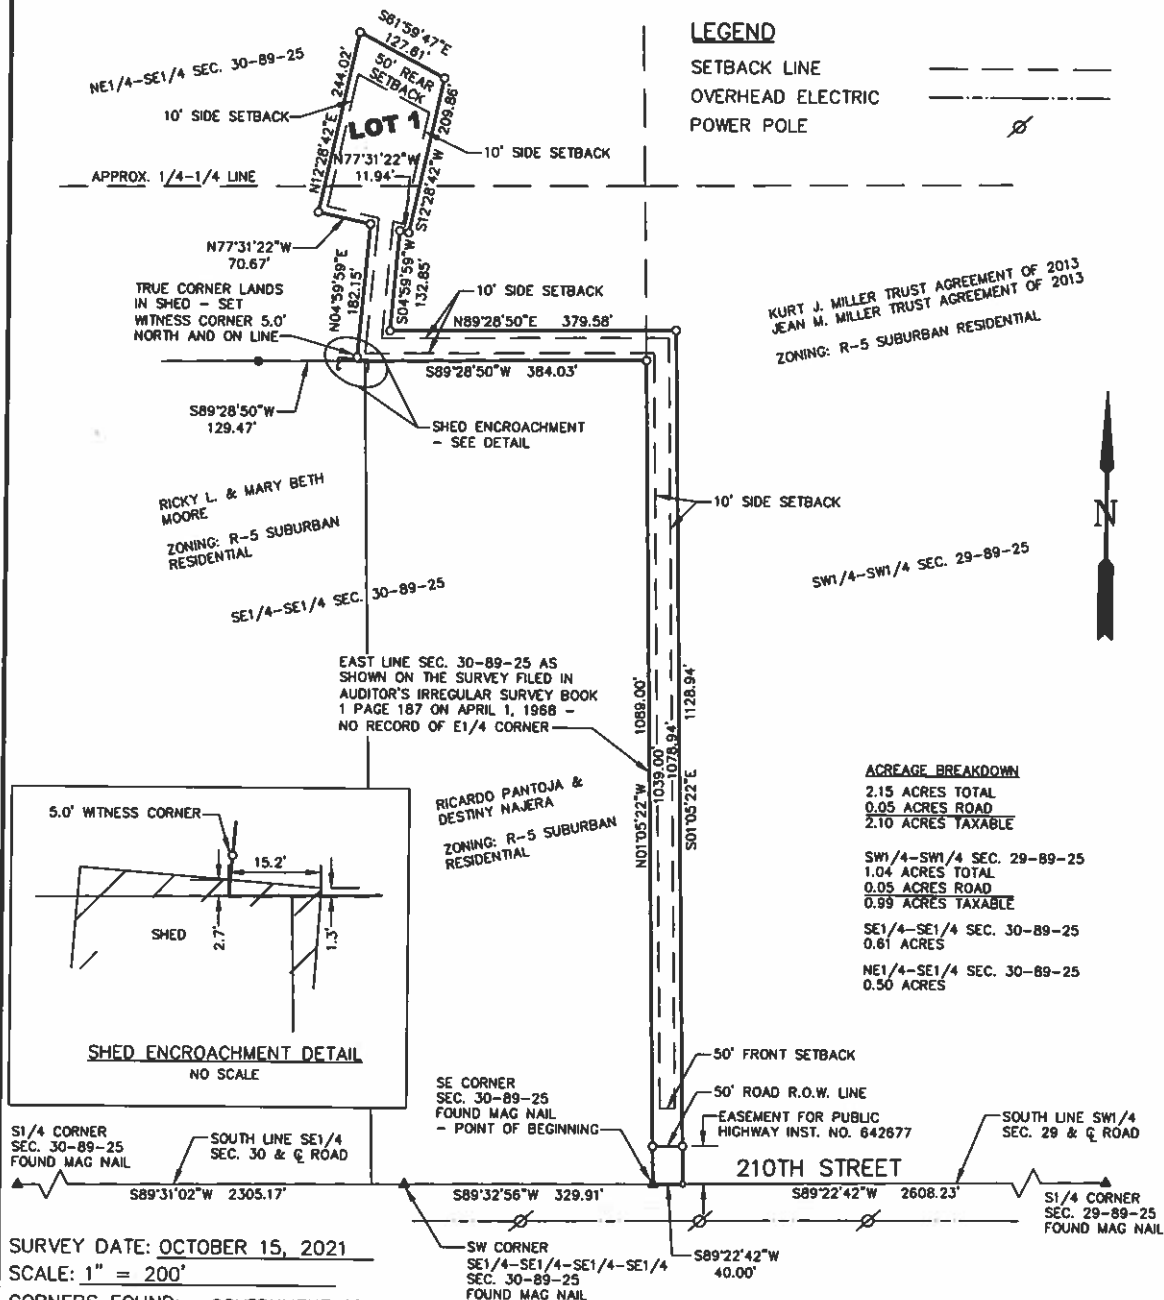 S61°59'47"E
127.61'
NE1/4-SE1/4 SEC. 30-89-25
244.02'
N12°28'42"E
50' REAR
SETBACK
209.86'
S12°28'42"W
10' SIDE SETBACK
LOT 1
N77°31'22"W
11.94'
10' SIDE SETBACK
APPROX. 1/4-1/4 LINE
LEGEND
SETBACK LINE
OVERHEAD ELECTRIC
POWER POLE
N77°31'22"W
70.67'
TRUE CORNER LANDS
IN SHED - SET
WITNESS CORNER 5.0'
NORTH AND ON LINE
N04°59'59"E
182.15'
S04°59'59"W
132.85'
10' SIDE SETBACK
N89°28'50"E 379.58'
S89°28'50"W 384.03'
S89°28'50"W
129.47'
SHED ENCROACHMENT
- SEE DETAIL
KURT J. MILLER TRUST AGREEMENT OF 2013
JEAN M. MILLER TRUST AGREEMENT OF 2013
ZONING: R-5 SUBURBAN RESIDENTIAL
RICKY L. & MARY BETH
MOORE
ZONING: R-5 SUBURBAN
RESIDENTIAL
10' SIDE SETBACK
N
SE1/4-SE1/4 SEC. 30-89-25
SW1/4-SW1/4 SEC. 29-89-25
EAST LINE SEC. 30-89-25 AS
SHOWN ON THE SURVEY FILED IN
AUDITOR'S IRREGULAR SURVEY BOOK
1 PAGE 187 ON APRIL 1, 1968 -
NO RECORD OF E1/4 CORNER
N01°05'22"W 1089.00'
1039.00'
1078.94'
S01°05'22"E 1128.94'
RICARDO PANTOJA &
DESTINY NAJERA
ZONING: R-5 SUBURBAN
RESIDENTIAL
ACREAGE BREAKDOWN
2.15 ACRES TOTAL
0.05 ACRES ROAD
2.10 ACRES TAXABLE
SW1/4-SW1/4 SEC. 29-89-25
1.04 ACRES TOTAL
0.05 ACRES ROAD
0.99 ACRES TAXABLE
SE1/4-SE1/4 SEC. 30-89-25
0.61 ACRES
NE1/4-SE1/4 SEC. 30-89-25
0.50 ACRES
5.0' WITNESS CORNER
15.2'
SHED
2.7'
1.3'
SHED ENCROACHMENT DETAIL
NO SCALE
50' FRONT SETBACK
50' ROAD R.O.W. LINE
EASEMENT FOR PUBLIC
HIGHWAY INST. NO. 642677
SE CORNER
SEC. 30-89-25
FOUND MAG NAIL
- POINT OF BEGINNING
S1/4 CORNER
SEC. 30-89-25
FOUND MAG NAIL
SOUTH LINE SE1/4
SEC. 30 & ℄ ROAD
SOUTH LINE SW1/4
SEC. 29 & ℄ ROAD
210TH STREET
S89°31'02"W 2305.17'
S89°32'56"W 329.91'
S89°22'42"W 2608.23'
S1/4 CORNER
SEC. 29-89-25
FOUND MAG NAIL
S89°22'42"W
40.00'
SW CORNER
SE1/4-SE1/4-SE1/4-SE1/4
SEC. 30-89-25
FOUND MAG NAIL
SURVEY DATE: OCTOBER 15, 2021
SCALE: 1" = 200'